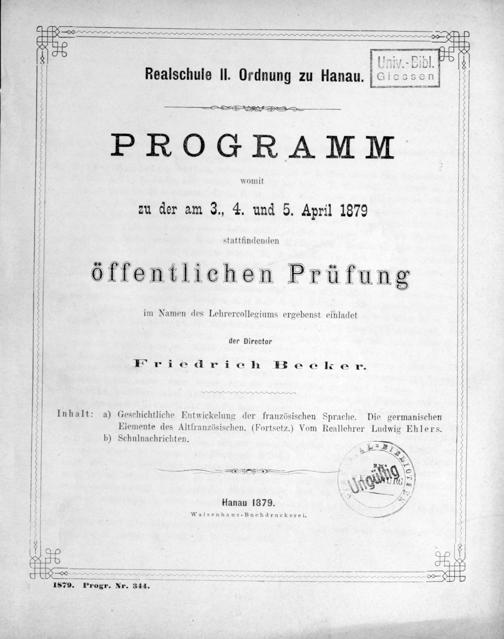 Realschule II. Ordnung zu Hanau.
Univ.-Bibl.
Giessen
PROGRAMM
womit
zu der am 3., 4. und 5. April 1879
stattfindenden
öffentlichen Prüfung
im Namen des Lehrercollegiums ergebenst einladet
der Director
Friedrich Becker.
Inhalt: a) Geschichtliche Entwickelung der französischen Sprache. Die germanischen
Elemente des Altfranzösischen. (Fortsetz.) Vom Reallehrer Ludwig Ehlers.
b) Schulnachrichten.
Ungültig
Hanau 1879.
Waisenhaus-Buchdruckerei.
1879. Progr. Nr. 344.